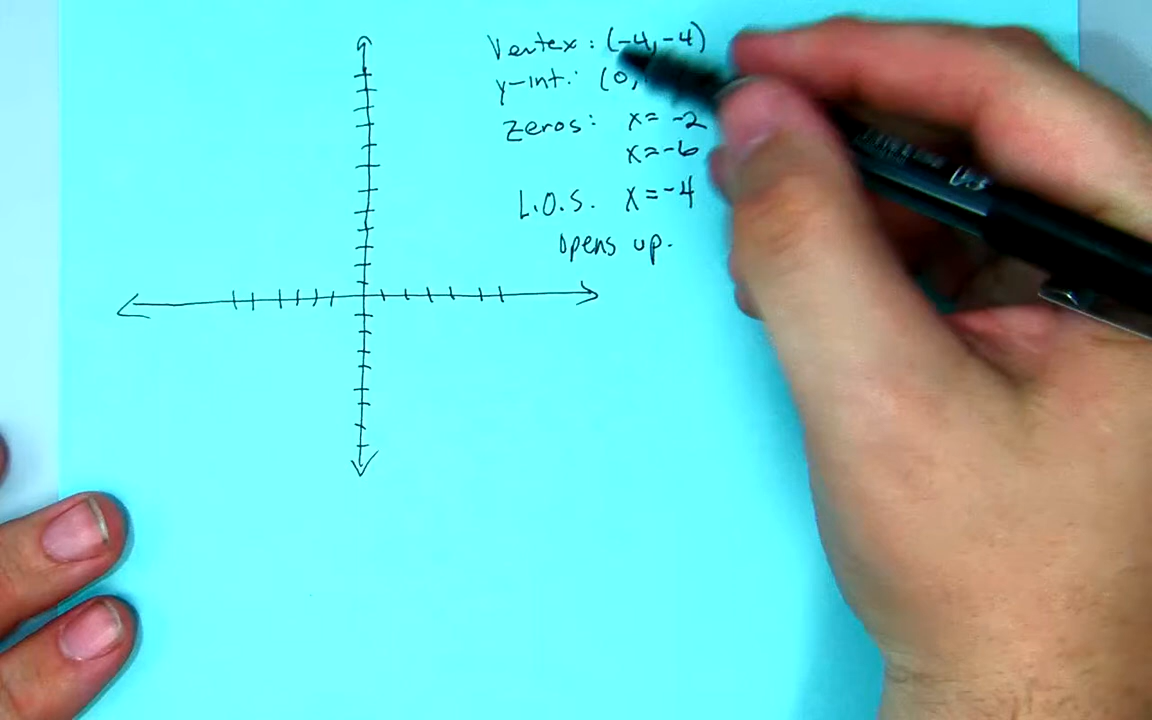 Vertex: (-4,-4)
y-int.: (0,
Zeros: x= -2
x=-6
L.O.S. x=-4
opens up.